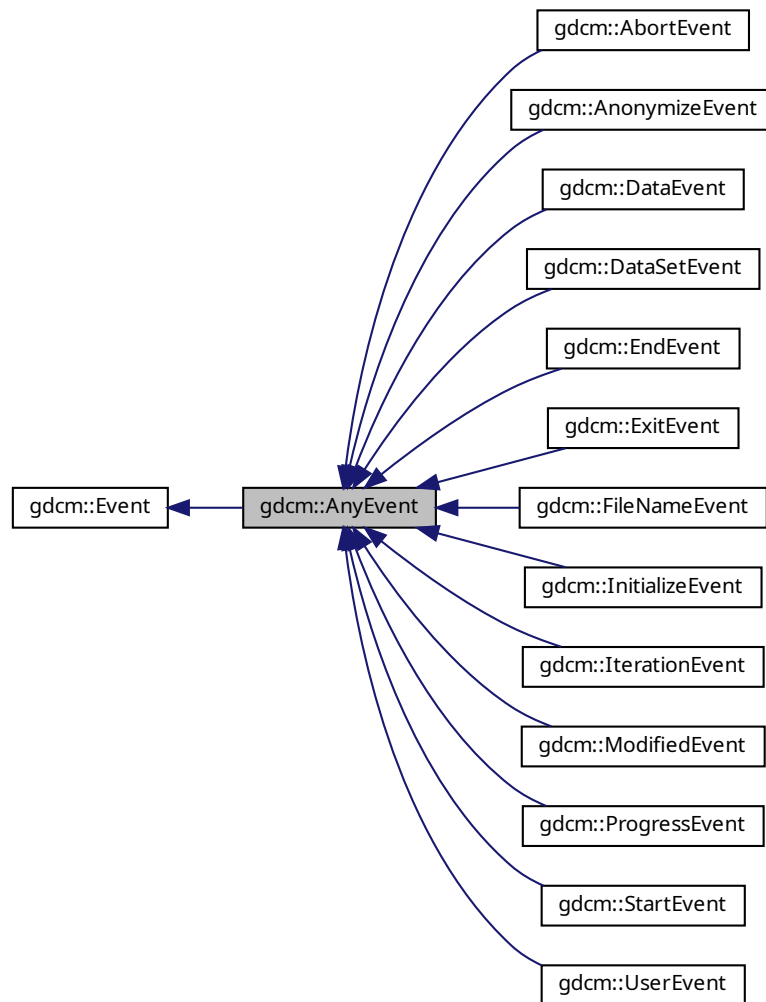 gdcm::AbortEvent
gdcm::AnonymizeEvent
gdcm::DataEvent
gdcm::DataSetEvent
gdcm::EndEvent
gdcm::ExitEvent
gdcm::Event
gdcm::AnyEvent
gdcm::FileNameEvent
gdcm::InitializeEvent
gdcm::IterationEvent
gdcm::ModifiedEvent
gdcm::ProgressEvent
gdcm::StartEvent
gdcm::UserEvent